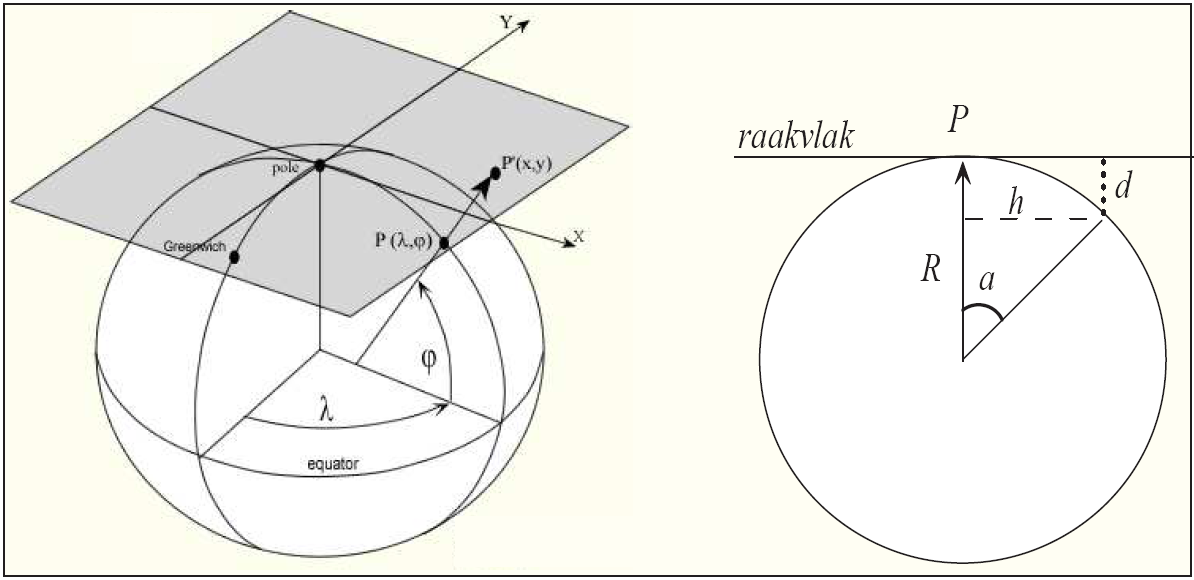 Y
pole
P'(x,y)
Greenwich
P (λ,φ)
X
φ
λ
equator
P
raakvlak
d
h
R
a